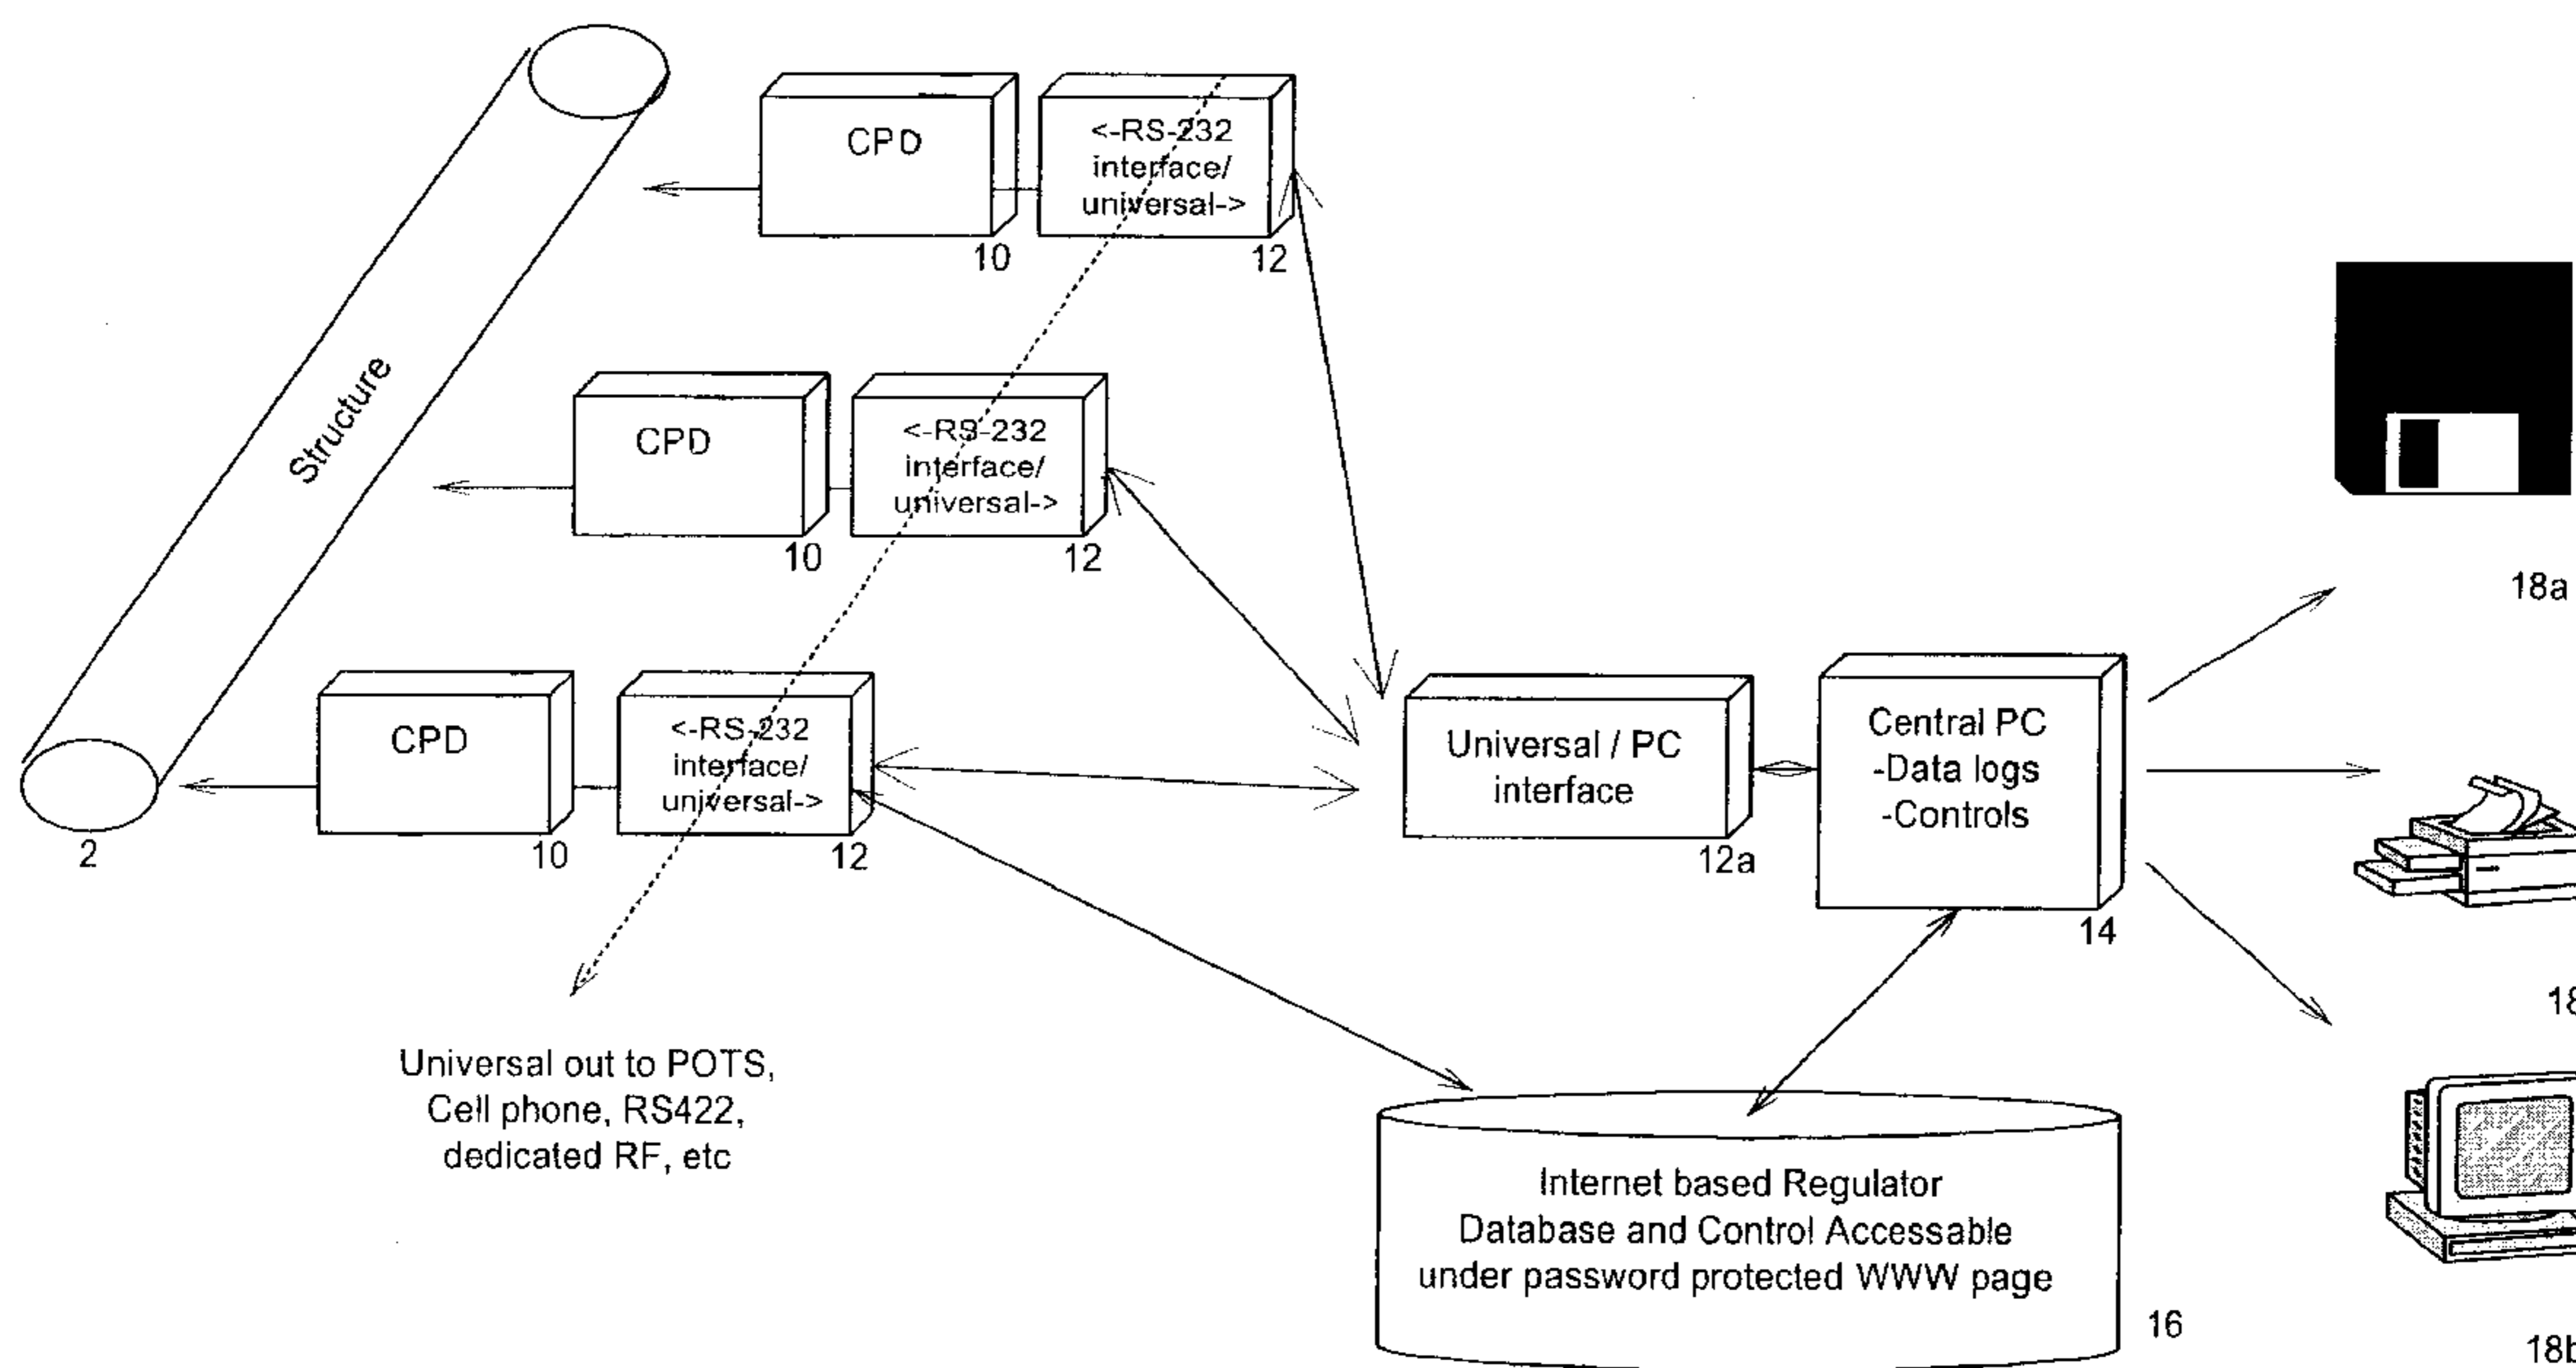 CPD
<-RS-232
interface/
universal->
10
12
Structure
CPD
<-RS-232
interface/
universal->
10
12
18a
CPD
<-RS-232
interface/
universal->
10
12
2
Universal / PC
interface
12a
Central PC
-Data logs
-Controls
14
18
Universal out to POTS,
Cell phone, RS422,
dedicated RF, etc
Internet based Regulator
Database and Control Accessable
under password protected WWW page
16
18b